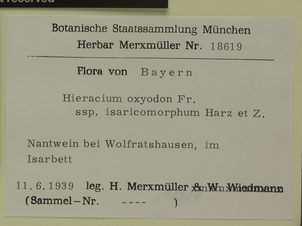 reserved
Botanische Staatssammlung München
Herbar Merxmüller Nr. 18619
Flora von Bayern
Hieracium oxyodon Fr.
ssp. isaricomorphum Harz et Z.
Nantwein bei Wolfratshausen, im
Isarbett
11.6.1939 leg. H. Merxmüller & W. Wiedmann
(Sammel-Nr. ---- )